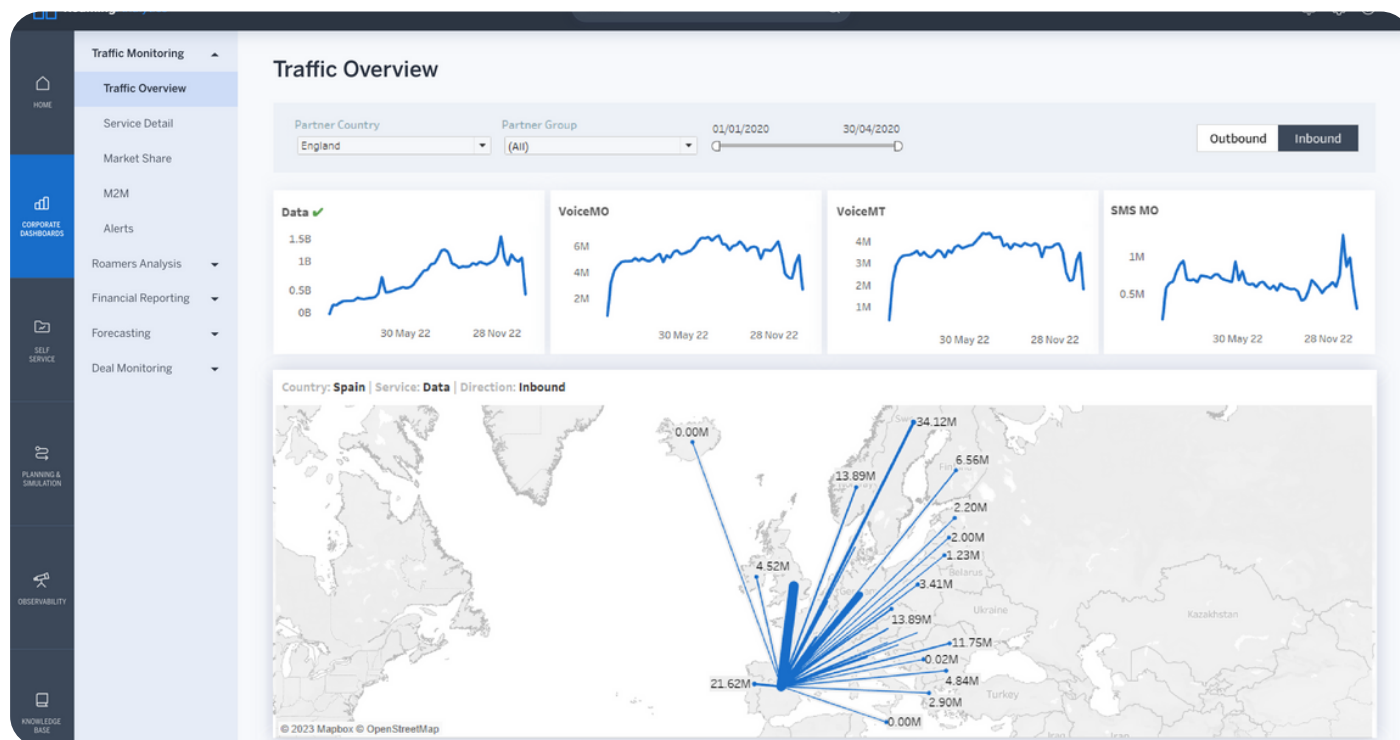 Traffic Monitoring
Traffic Overview
Service Detail
Market Share
M2M
Alerts
Roamers Analysis
Financial Reporting
Forecasting
Deal Monitoring
HOME
CORPORATE
DASHBOARDS
SELF
SERVICE
PLANNING &
SIMULATION
OBSERVABILITY
KNOWLEDGE
BASE
Traffic Overview
Partner Country
England
Partner Group
(All)
01/01/2020 30/04/2020
Outbound Inbound
Data ✔
1.5B
1B
0.5B
0B
30 May 22 28 Nov 22
VoiceMO
6M
4M
2M
30 May 22 28 Nov 22
VoiceMT
4M
3M
2M
1M
30 May 22 28 Nov 22
SMS MO
1M
0.5M
30 May 22 28 Nov 22
Country: Spain | Service: Data | Direction: Inbound
0.00M
34.12M
6.56M
13.89M
2.20M
2.00M
1.23M
4.52M
Belarus
3.41M
Ukraine
Kazakhstan
13.89M
11.75M
0.02M
21.62M
4.84M
Turkey
2.90M
0.00M
Iran
© 2023 Mapbox © OpenStreetMap